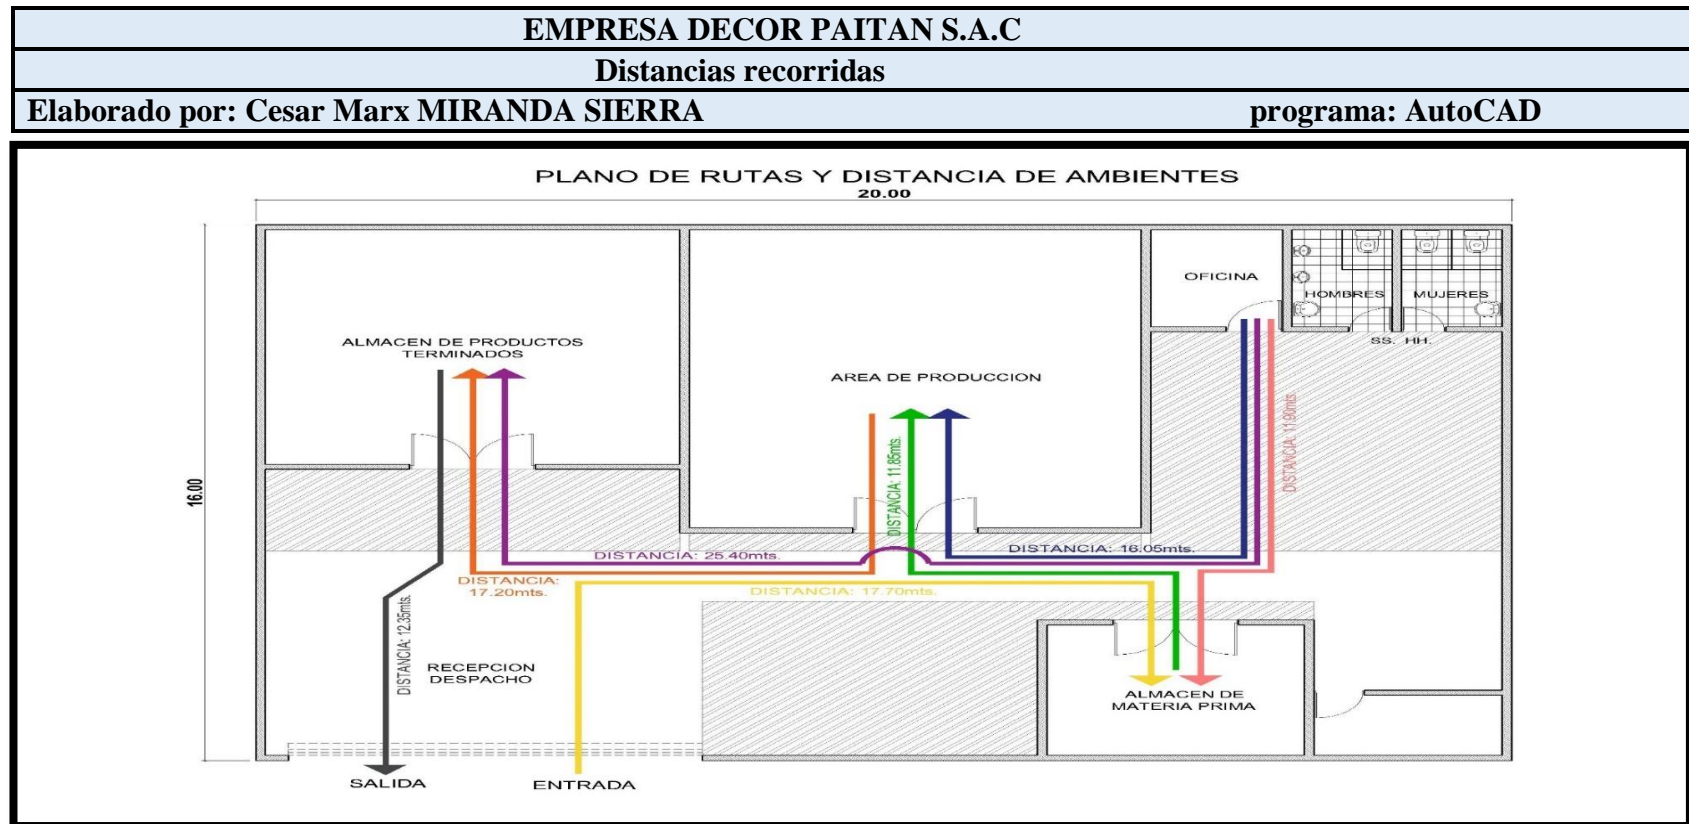 EMPRESA DECOR PAITAN S.A.C
Distancias recorridas
Elaborado por: Cesar Marx MIRANDA SIERRA programa: AutoCAD
PLANO DE RUTAS Y DISTANCIA DE AMBIENTES
20.00
16.00
OFICINA
HOMBRES
MUJERES
SS. HH.
ALMACEN DE PRODUCTOS
TERMINADOS
AREA DE PRODUCCION
DISTANCIA: 11.90mts.
DISTANCIA: 11.85mts.
DISTANCIA: 25.40mts.
DISTANCIA: 16.05mts.
DISTANCIA:
17.20mts.
DISTANCIA: 17.70mts.
DISTANCIA: 12.35mts.
RECEPCION
DESPACHO
ALMACEN DE
MATERIA PRIMA
SALIDA
ENTRADA